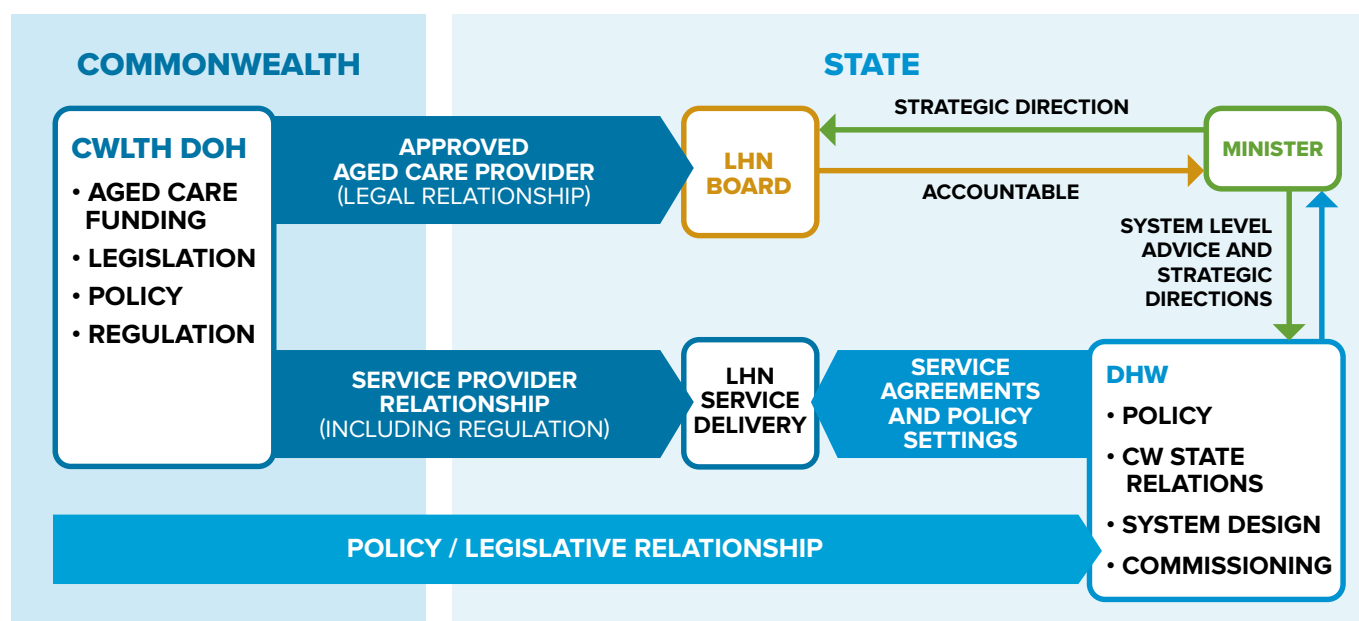 COMMONWEALTH
STATE
CWLTH DOH
• AGED CARE
FUNDING
• LEGISLATION
• POLICY
• REGULATION
APPROVED
AGED CARE PROVIDER
(LEGAL RELATIONSHIP)
LHN
BOARD
STRATEGIC DIRECTION
ACCOUNTABLE
MINISTER
SYSTEM LEVEL
ADVICE AND
STRATEGIC
DIRECTIONS
SERVICE PROVIDER
RELATIONSHIP
(INCLUDING REGULATION)
LHN
SERVICE
DELIVERY
SERVICE
AGREEMENTS
AND POLICY
SETTINGS
DHW
• POLICY
• CW STATE
RELATIONS
• SYSTEM DESIGN
• COMMISSIONING
POLICY / LEGISLATIVE RELATIONSHIP